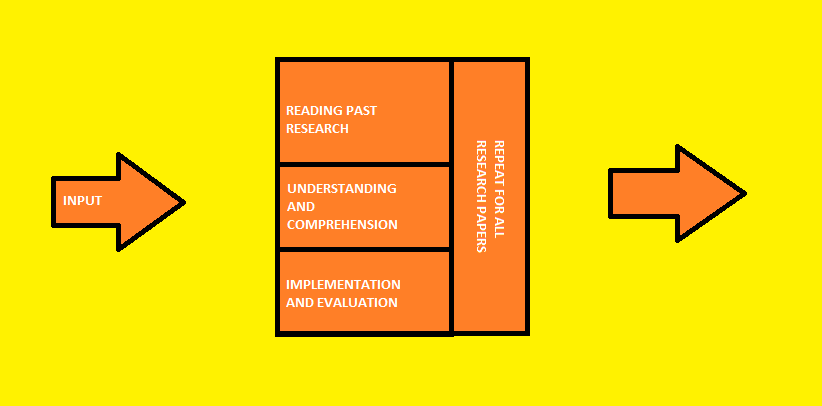 INPUT
READING PAST
RESEARCH
UNDERSTANDING
AND
COMPREHENSION
IMPLEMENTATION
AND EVALUATION
REPEAT FOR ALL
RESEARCH PAPERS